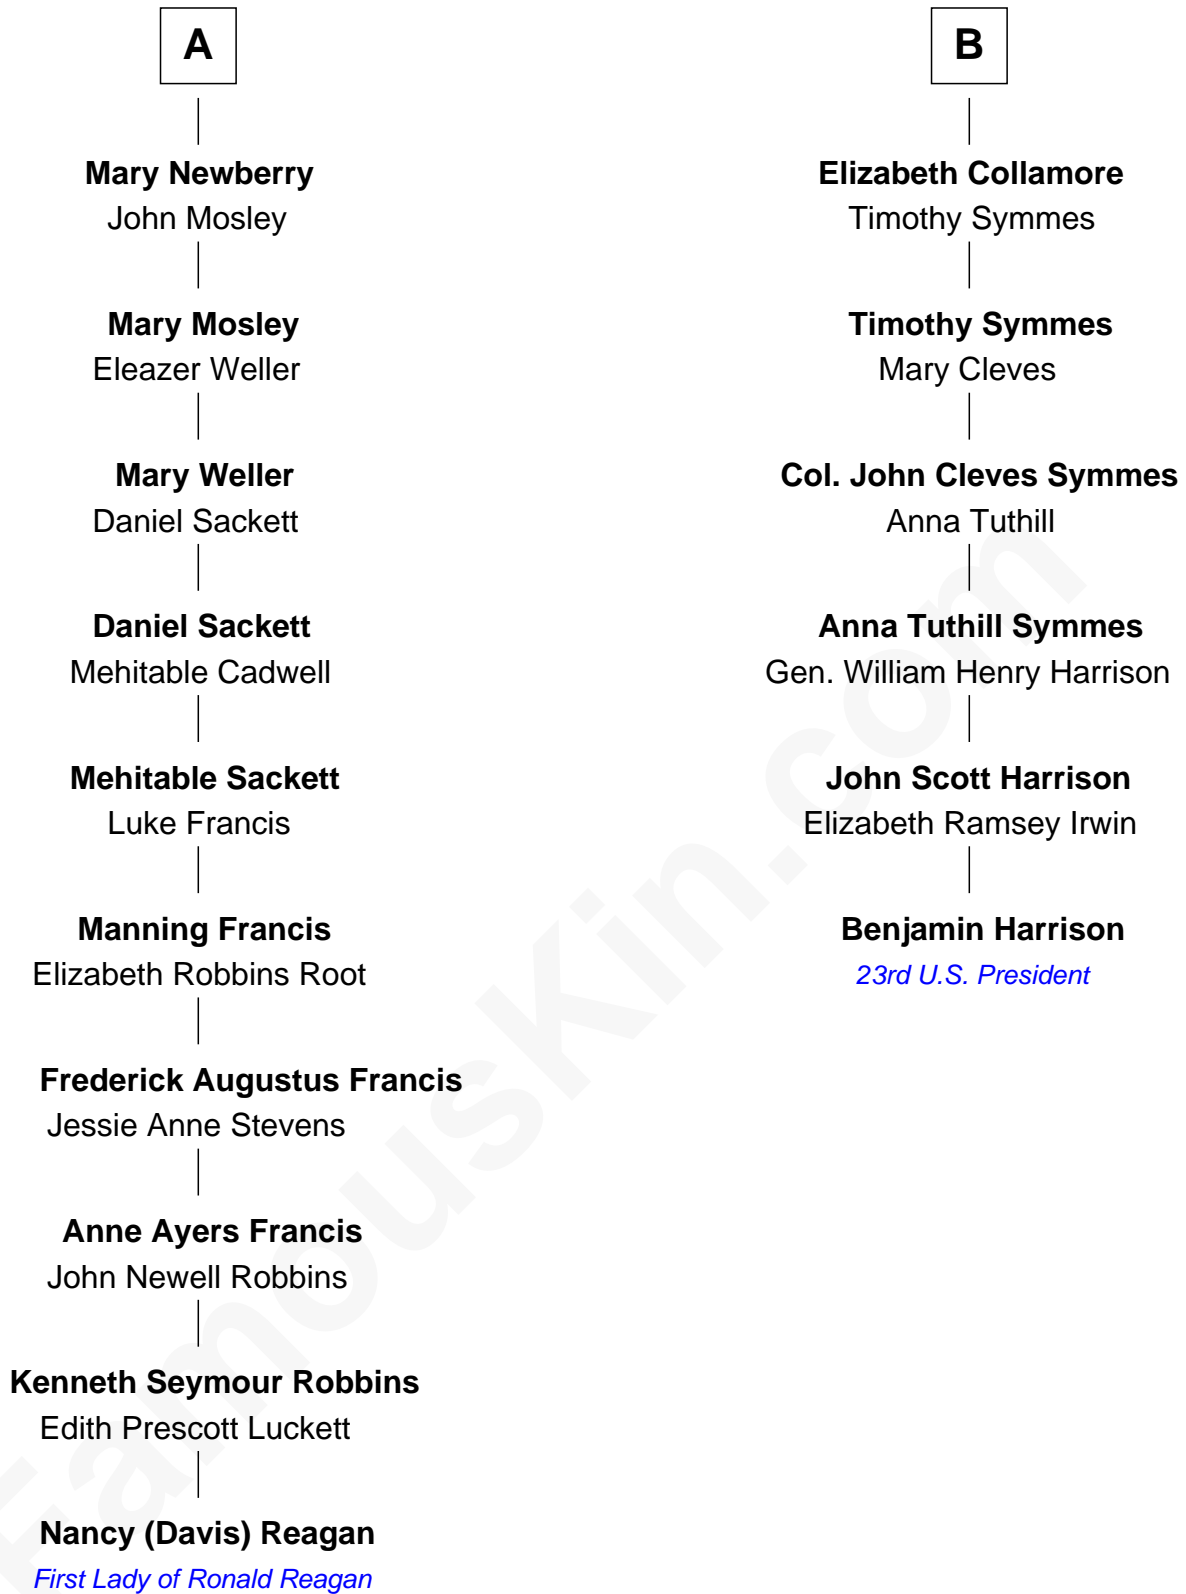 A
Mary Newberry
John Mosley
Mary Mosley
Eleazer Weller
Mary Weller
Daniel Sackett
Daniel Sackett
Mehitable Cadwell
Mehitable Sackett
Luke Francis
Manning Francis
Elizabeth Robbins Root
Frederick Augustus Francis
Jessie Anne Stevens
Anne Ayers Francis
John Newell Robbins
Kenneth Seymour Robbins
Edith Prescott Luckett
Nancy (Davis) Reagan
First Lady of Ronald Reagan
B
Elizabeth Collamore
Timothy Symmes
Timothy Symmes
Mary Cleves
Col. John Cleves Symmes
Anna Tuthill
Anna Tuthill Symmes
Gen. William Henry Harrison
John Scott Harrison
Elizabeth Ramsey Irwin
Benjamin Harrison
23rd U.S. President
FamousKin.com